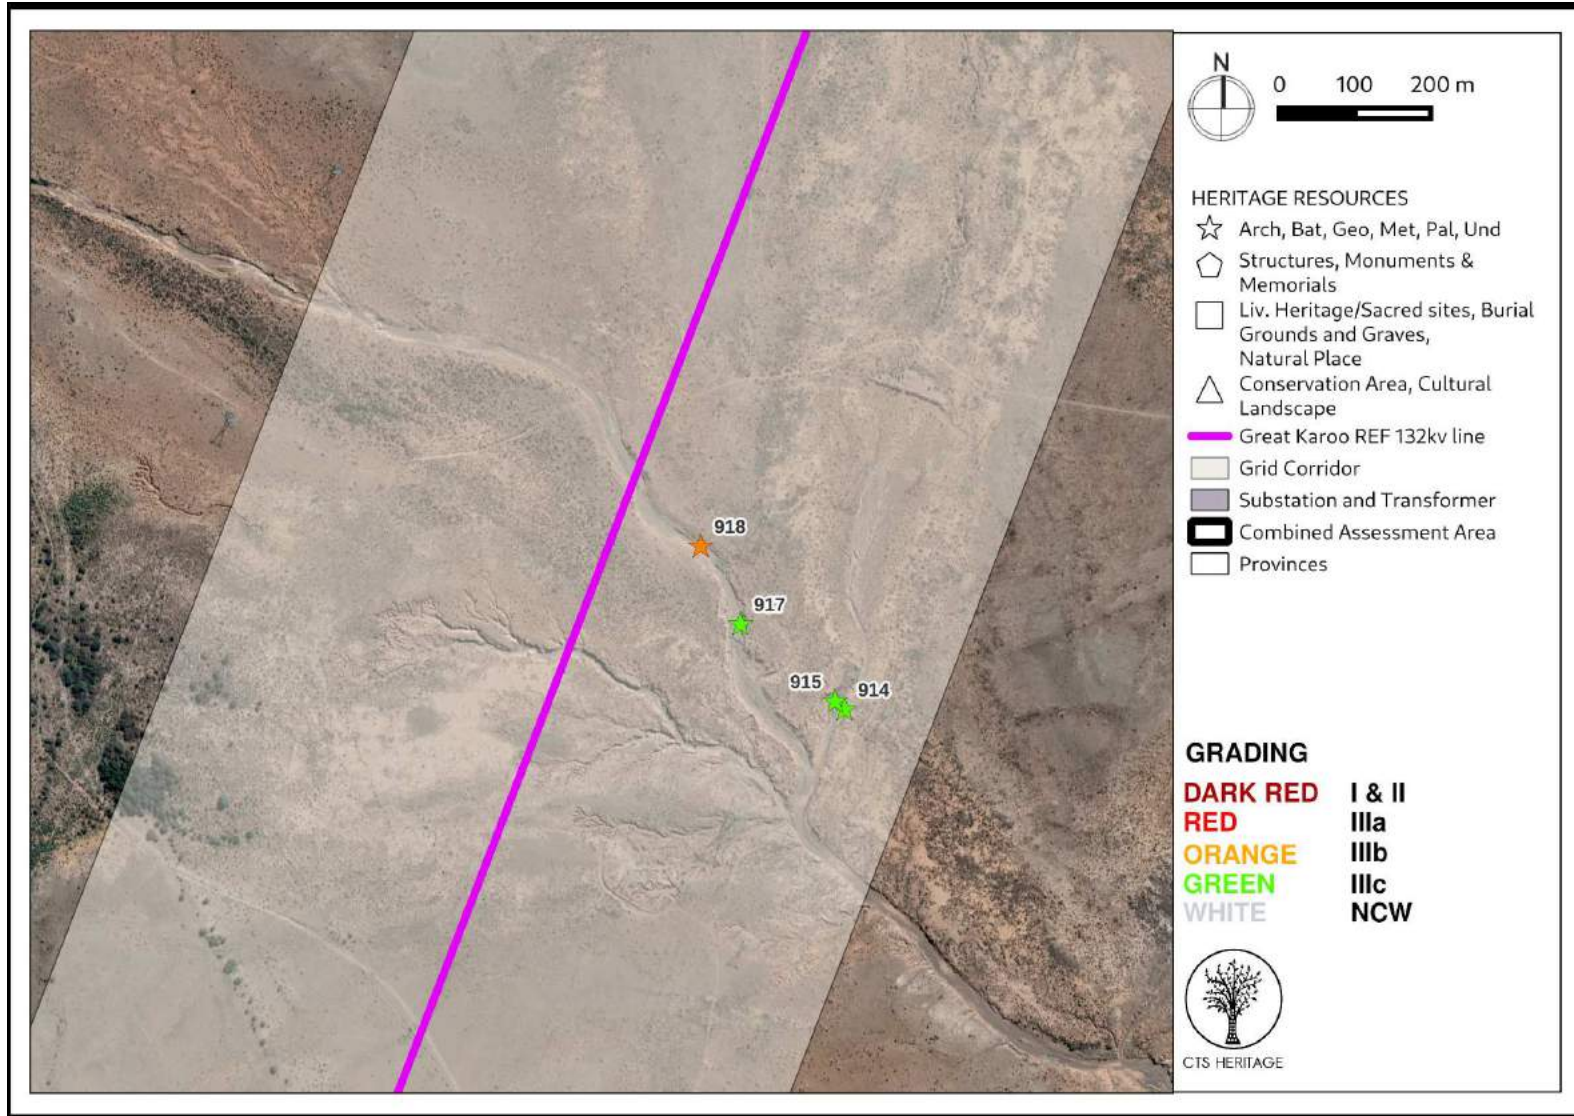 N
0 100 200 m
HERITAGE RESOURCES
Arch, Bat, Geo, Met, Pal, Und
Structures, Monuments &
Memorials
Liv. Heritage/Sacred sites, Burial
Grounds and Graves,
Natural Place
Conservation Area, Cultural
Landscape
Great Karoo REF 132kv line
Grid Corridor
Substation and Transformer
Combined Assessment Area
Provinces
918
917
915
914
GRADING
DARK RED I & II
RED IIIa
ORANGE IIIb
GREEN IIIc
WHITE NCW
CTS HERITAGE